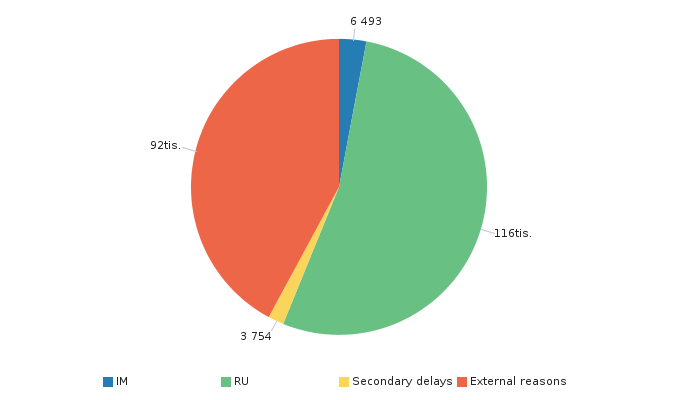 6 493
92tis.
116tis.
3 754
IM RU Secondary delays External reasons